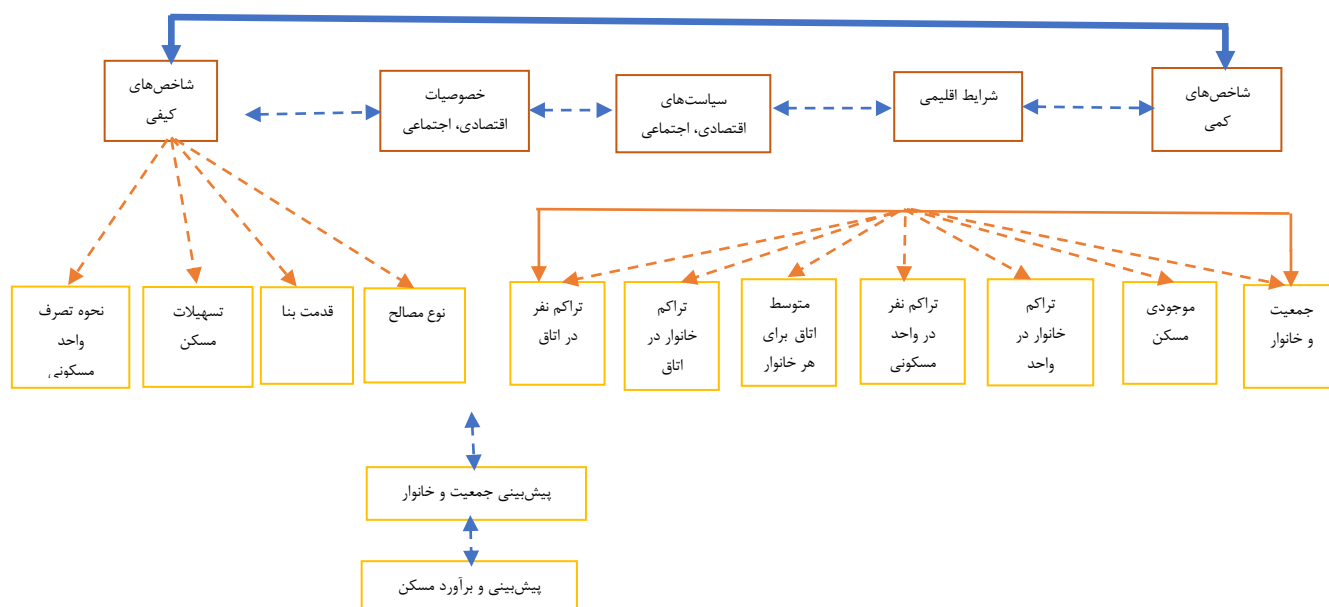 شاخص‌های
کمی
شرایط اقلیمی
سیاست‌های
اقتصادی، اجتماعی
خصوصیات
اقتصادی، اجتماعی
شاخص‌های
کیفی
جمعیت
و خانوار
موجودی
مسکن
تراکم
خانوار در
واحد
تراکم نفر
در واحد
مسکونی
متوسط
اتاق برای
هر خانوار
تراکم
خانوار در
اتاق
تراکم نفر
در اتاق
نوع مصالح
قدمت بنا
تسهیلات
مسکن
نحوه تصرف
واحد
مسکونی
پیش‌بینی جمعیت و خانوار
پیش‌بینی و برآورد مسکن